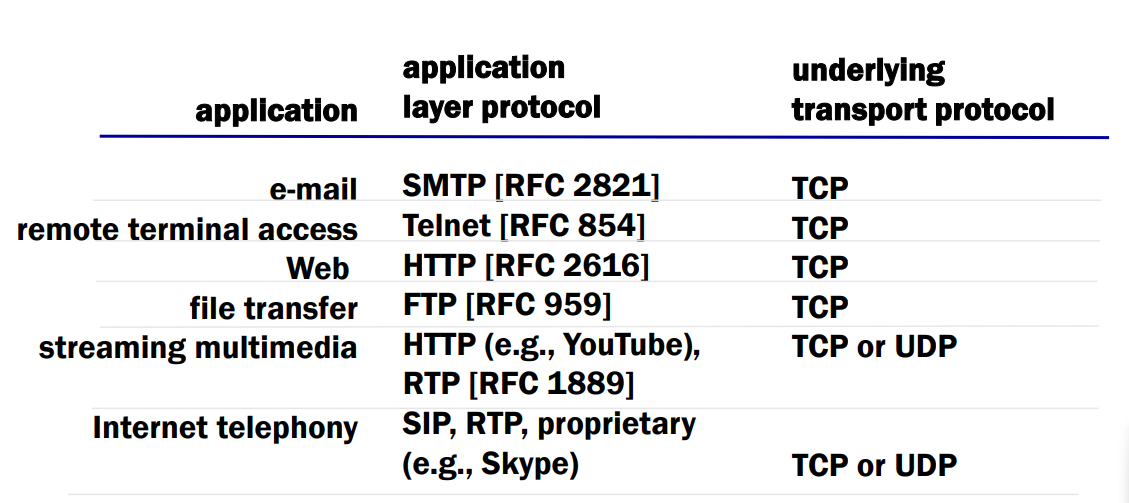 application
application layer protocol
underlying transport protocol
e-mail SMTP [RFC 2821] TCP
remote terminal access Telnet [RFC 854] TCP
Web HTTP [RFC 2616] TCP
file transfer FTP [RFC 959] TCP
streaming multimedia HTTP (e.g., YouTube), TCP or UDP
RTP [RFC 1889]
Internet telephony SIP, RTP, proprietary
(e.g., Skype) TCP or UDP